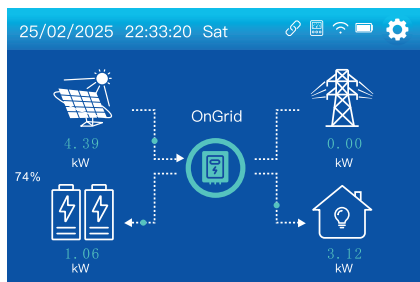 25/02/2025 22:33:20 Sat
OnGrid
4.39
kW
0.00
kW
74%
1.06
kW
3.12
kW